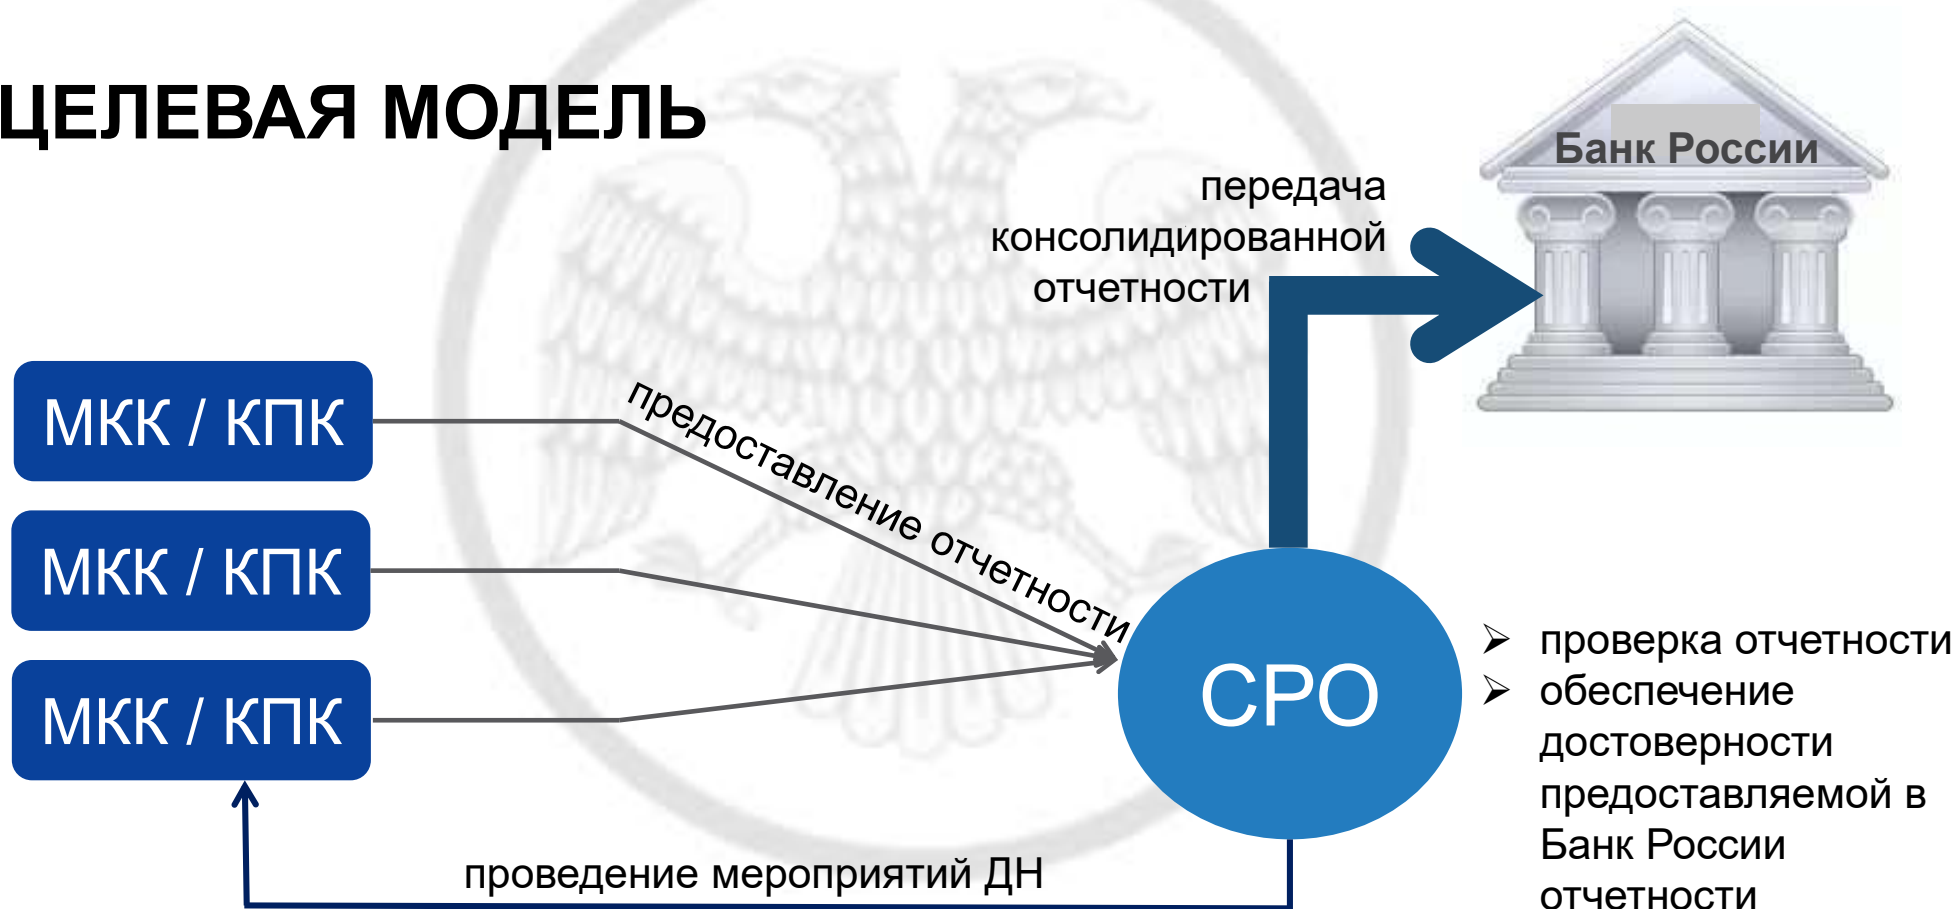 ЦЕЛЕВАЯ МОДЕЛЬ
Банк России
передача
консолидированной
отчетности
МКК / КПК
предоставление отчетности
МКК / КПК
МКК / КПК
СРО
➢ проверка отчетности
➢ обеспечение
достоверности
предоставляемой в
Банк России
отчетности
проведение мероприятий ДН